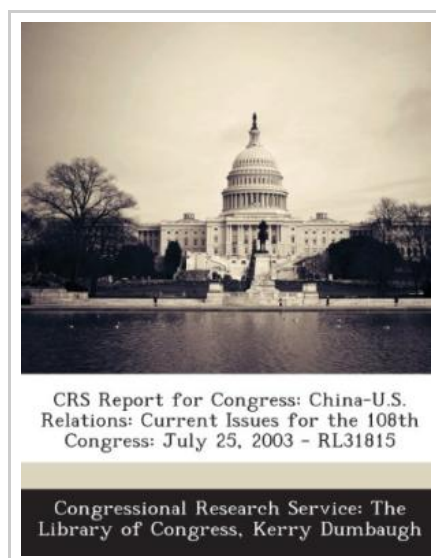 CRS Report for Congress: China-U.S.
Relations: Current Issues for the 108th
Congress: July 25, 2003 - RL31815
Congressional Research Service: The
Library of Congress, Kerry Dumbaugh